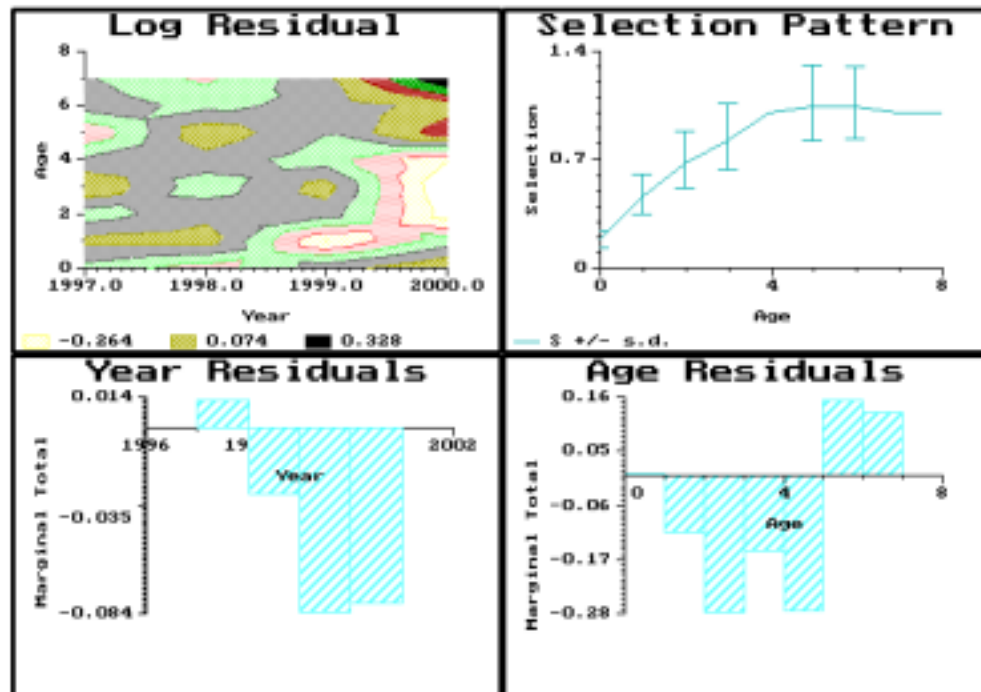 Log Residual
8
6
4
2
0
Age
1997.0 1998.0 1999.0 2000.0
Year
-0.264 0.074 0.328
Selection Pattern
1.4
0.7
0
Selection
0 2 4 6 8
Age
S +/- s.d.
Year Residuals
0.014
-0.035
-0.084
Marginal Total
1996 19 2002
Year
Age Residuals
0.16
0.05
-0.06
-0.17
-0.28
Marginal Total
0 4 8
Age